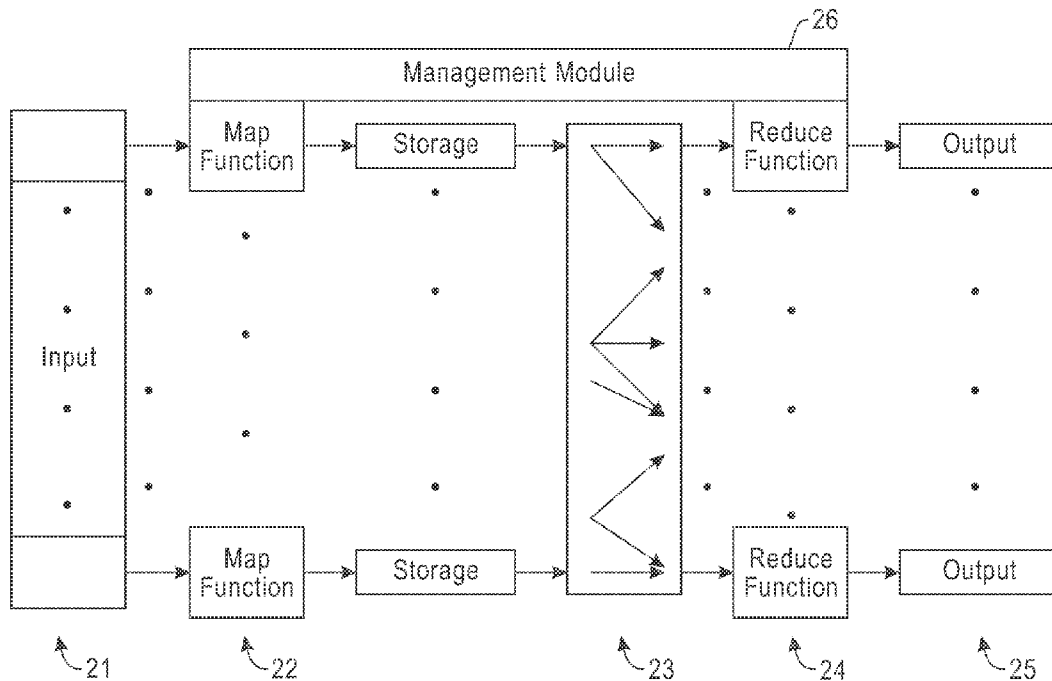 26
Management Module
Map
Function
Storage
Reduce
Function
Output
Input
Map
Function
Storage
Reduce
Function
Output
21
22
23
24
25